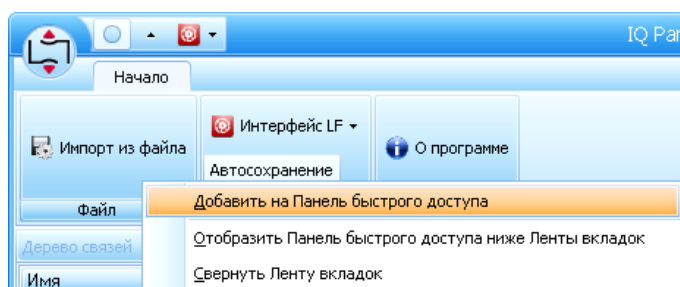 IQ Par
Начало
Импорт из файла
Интерфейс LF
Автосохранение
О программе
Файл
Добавить на Панель быстрого доступа
Дерево связей
Отобразить Панель быстрого доступа ниже Ленты вкладок
Имя
Свернуть Ленту вкладок